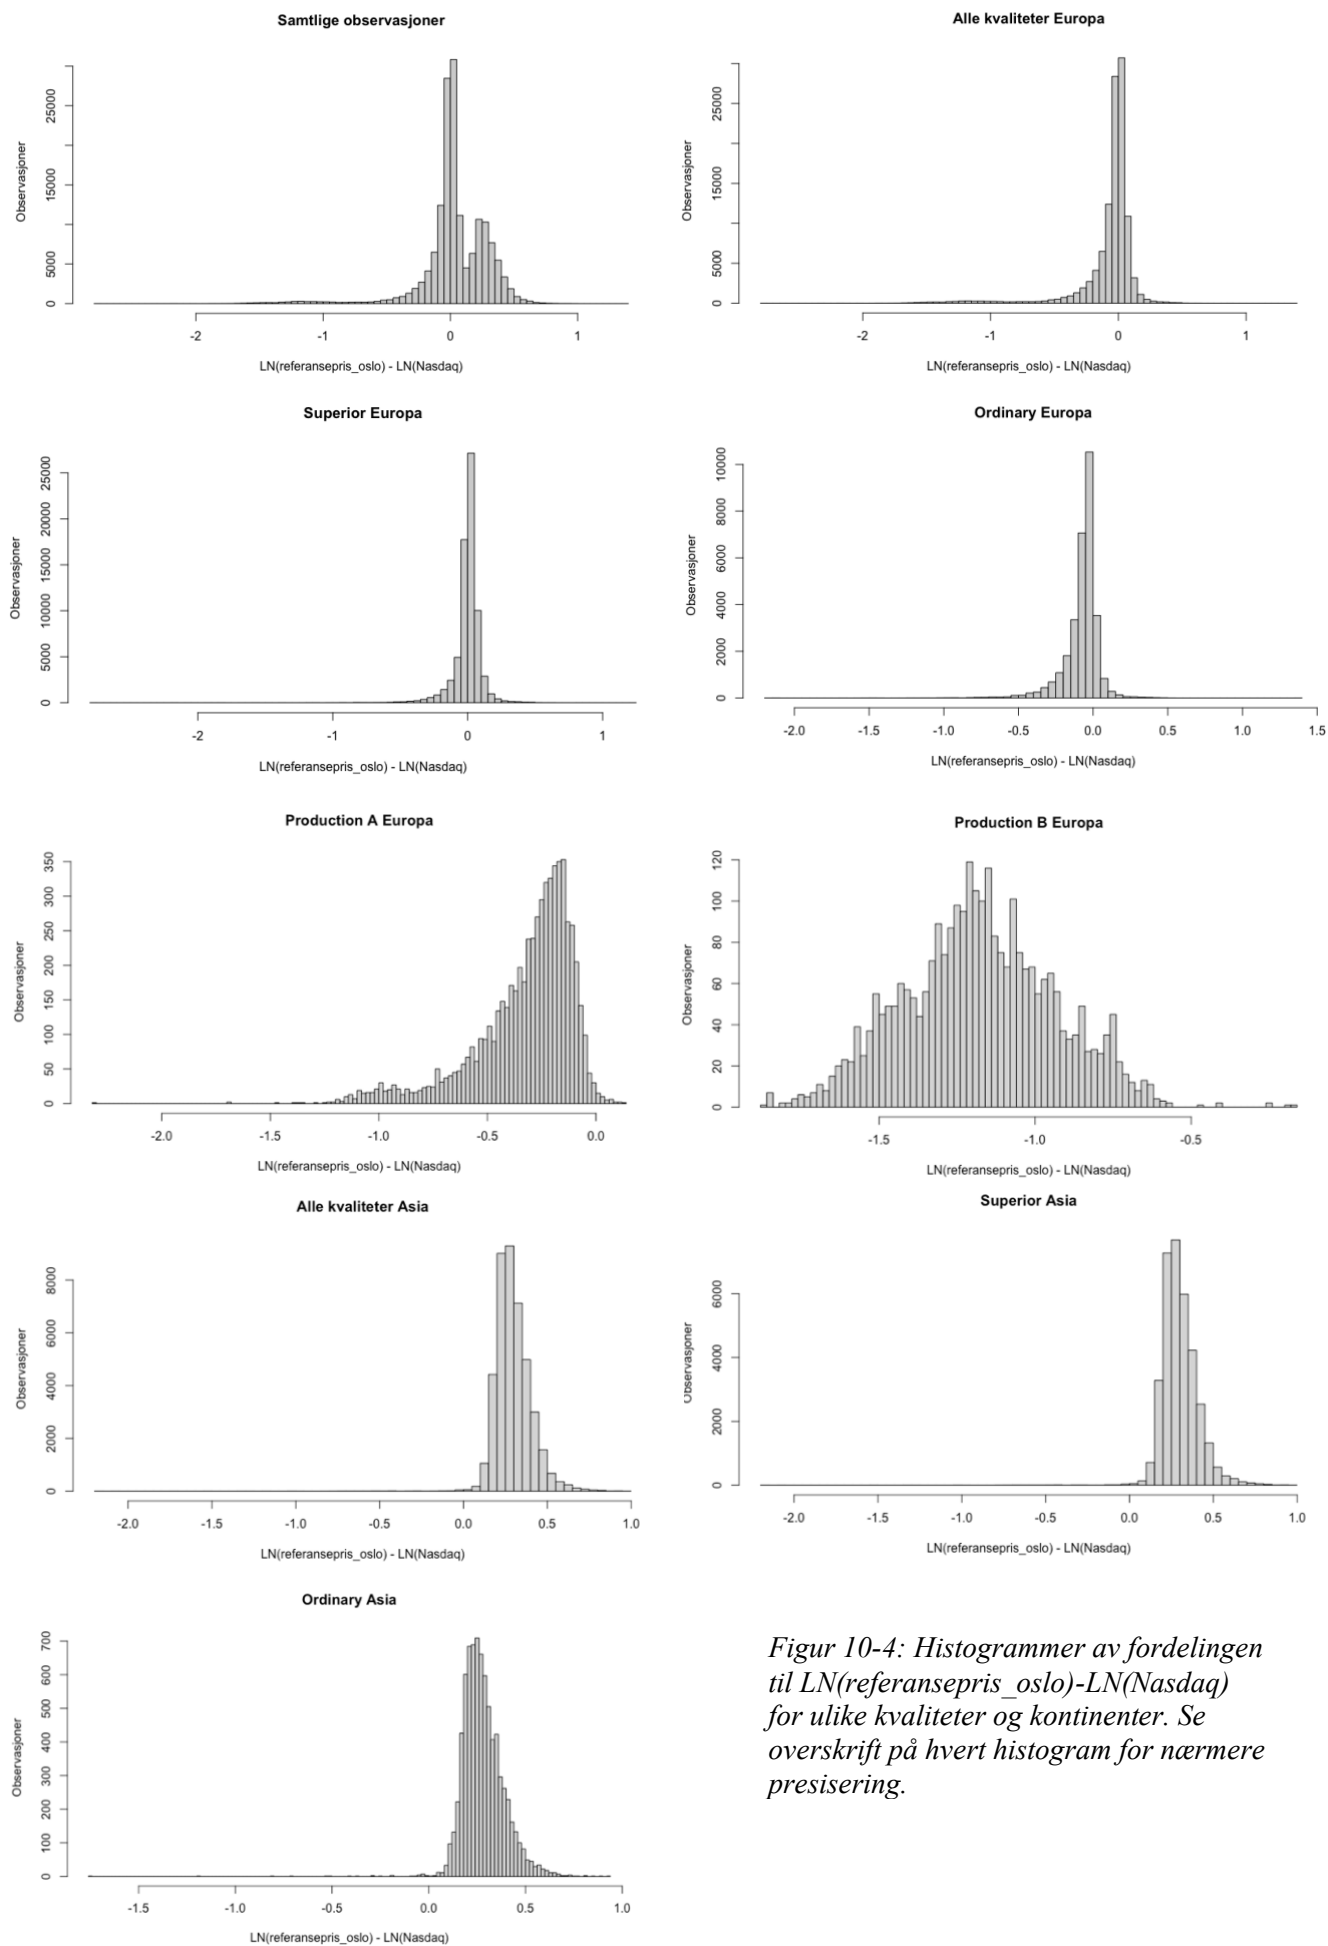 Samtlige observasjoner
Observasjoner
0 5000 15000 25000
-2 -1 0 1
LN(referansepris_oslo) - LN(Nasdaq)
Alle kvaliteter Europa
Observasjoner
0 5000 15000 25000
-2 -1 0 1
LN(referansepris_oslo) - LN(Nasdaq)
Superior Europa
Observasjoner
0 5000 10000 15000 20000 25000
-2 -1 0 1
LN(referansepris_oslo) - LN(Nasdaq)
Ordinary Europa
Observasjoner
0 2000 4000 6000 8000 10000
-2.0 -1.5 -1.0 -0.5 0.0 0.5 1.0 1.5
LN(referansepris_oslo) - LN(Nasdaq)
Production A Europa
Observasjoner
0 50 100 150 200 250 300 350
-2.0 -1.5 -1.0 -0.5 0.0
LN(referansepris_oslo) - LN(Nasdaq)
Production B Europa
Observasjoner
0 20 40 60 80 100 120
-1.5 -1.0 -0.5
LN(referansepris_oslo) - LN(Nasdaq)
Alle kvaliteter Asia
Observasjoner
0 2000 4000 6000 8000
-2.0 -1.5 -1.0 -0.5 0.0 0.5 1.0
LN(referansepris_oslo) - LN(Nasdaq)
Superior Asia
Observasjoner
0 2000 4000 6000
-2.0 -1.5 -1.0 -0.5 0.0 0.5 1.0
LN(referansepris_oslo) - LN(Nasdaq)
Ordinary Asia
Observasjoner
0 100 200 300 400 500 600 700
-1.5 -1.0 -0.5 0.0 0.5 1.0
LN(referansepris_oslo) - LN(Nasdaq)
Figur 10-4: Histogrammer av fordelingen
til LN(referansepris_oslo)-LN(Nasdaq)
for ulike kvaliteter og kontinenter. Se
overskrift på hvert histogram for nærmere
presisering.